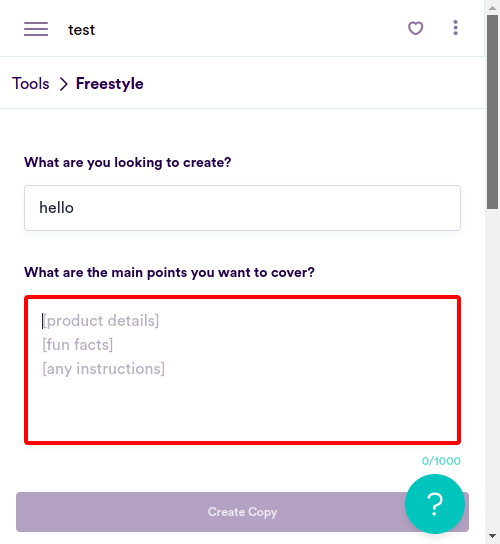 test
Tools > Freestyle
What are you looking to create?
hello
What are the main points you want to cover?
[product details]
[fun facts]
[any instructions]
0/1000
Create Copy
?